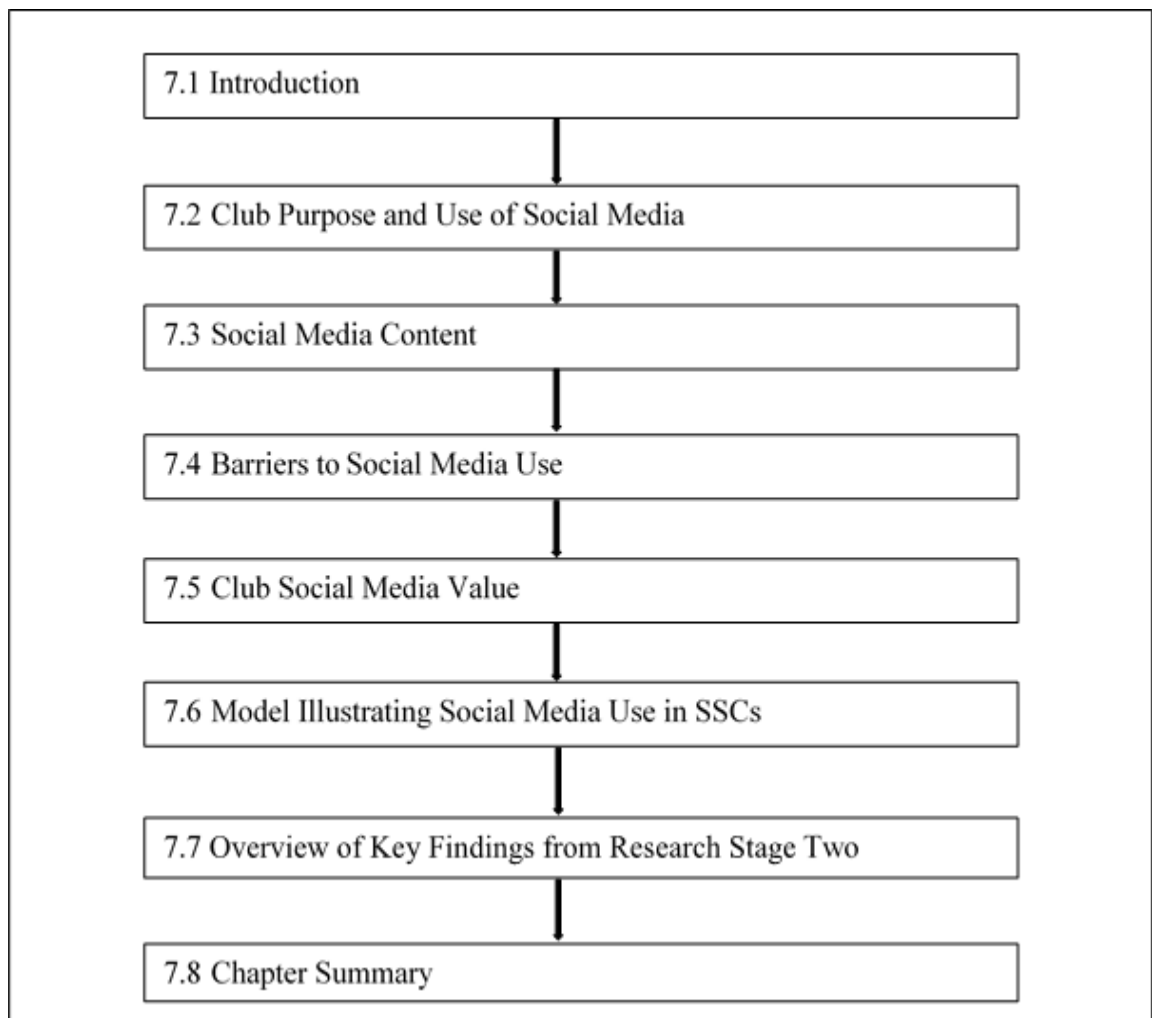 7.1 Introduction
7.2 Club Purpose and Use of Social Media
7.3 Social Media Content
7.4 Barriers to Social Media Use
7.5 Club Social Media Value
7.6 Model Illustrating Social Media Use in SSCs
7.7 Overview of Key Findings from Research Stage Two
7.8 Chapter Summary